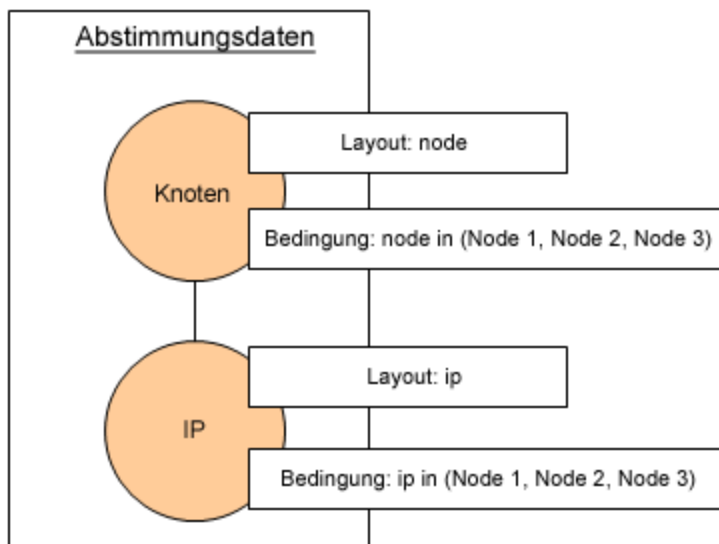 Abstimmungsdaten
Layout: node
Knoten
Bedingung: node in (Node 1, Node 2, Node 3)
Layout: ip
IP
Bedingung: ip in (Node 1, Node 2, Node 3)